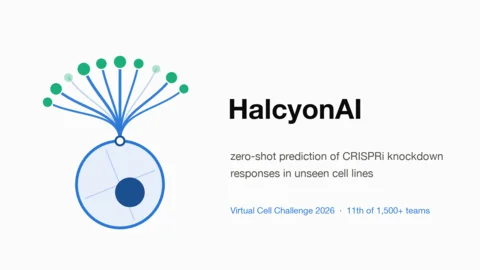 HalcyonAI
zero-shot prediction of CRISPRi knockdown
responses in unseen cell lines
Virtual Cell Challenge 2026 · 11th of 1,500+ teams